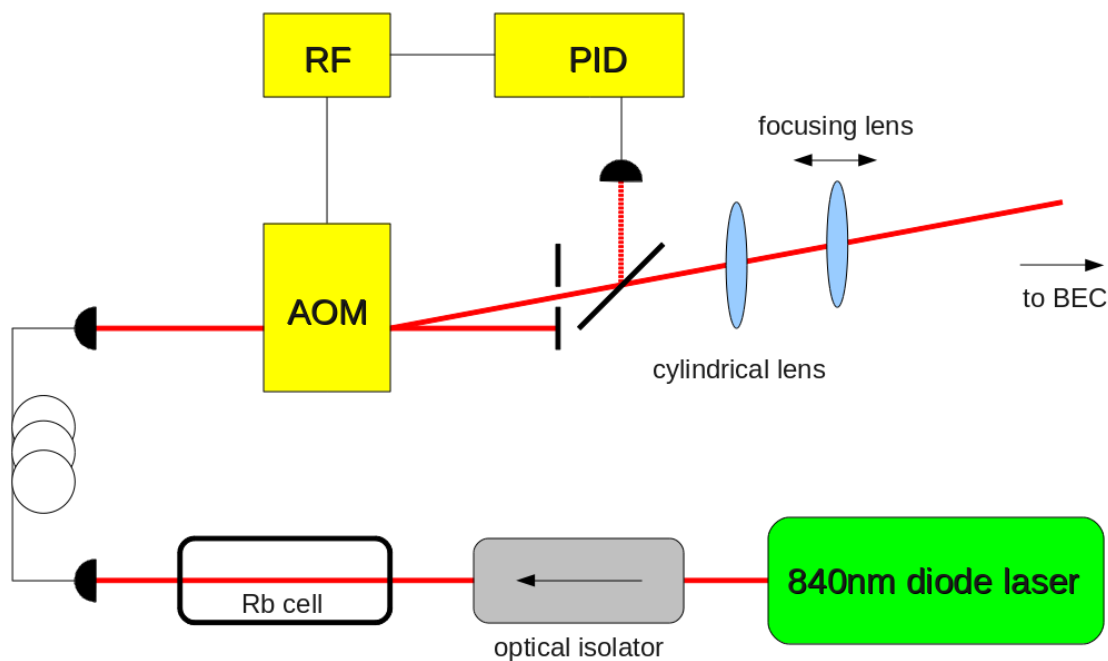 RF
PID
focusing lens
AOM
to BEC
cylindrical lens
Rb cell
840nm diode laser
optical isolator